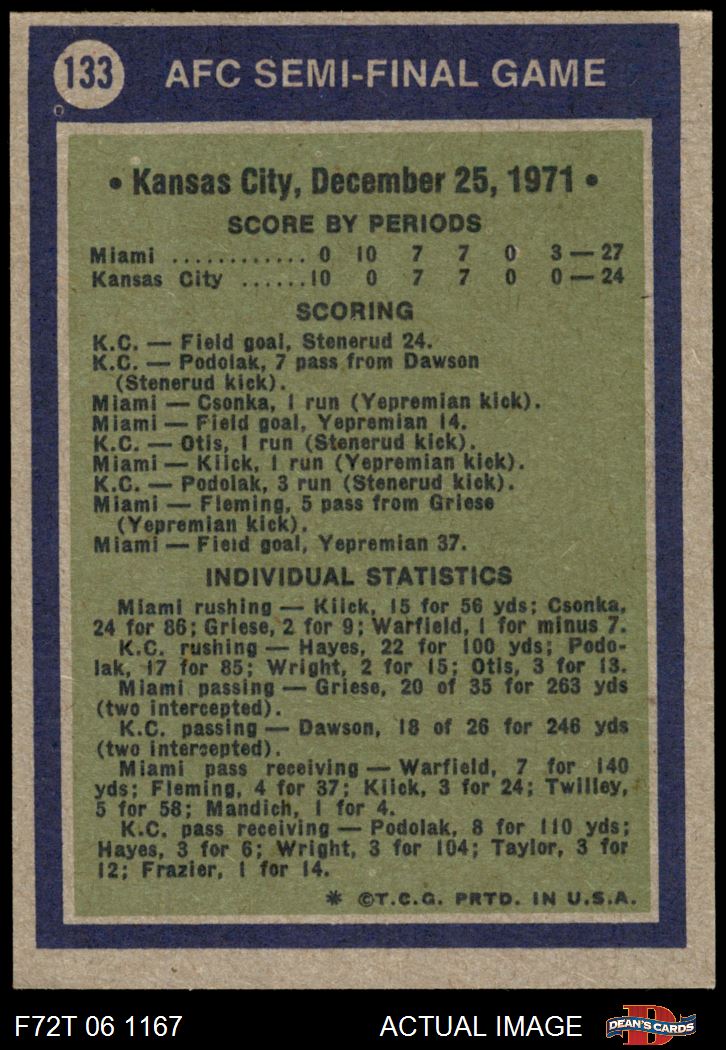 133 AFC SEMI-FINAL GAME
• Kansas City, December 25, 1971 •
SCORE BY PERIODS
Miami ............ 0 10 7 7 0 3 — 27
Kansas City ......10 0 7 7 0 0 — 24
SCORING
K.C. — Field goal, Stenerud 24.
K.C. — Podolak, 7 pass from Dawson
(Stenerud kick).
Miami — Csonka, 1 run (Yepremian kick).
Miami — Field goal, Yepremian 14.
K.C. — Otis, 1 run (Stenerud kick).
Miami — Kiick, 1 run (Yepremian kick).
K.C. — Podolak, 3 run (Stenerud kick).
Miami — Fleming, 5 pass from Griese
(Yepremian kick).
Miami — Field goal, Yepremian 37.
INDIVIDUAL STATISTICS
Miami rushing — Kiick, 15 for 56 yds; Csonka,
24 for 86; Griese, 2 for 9; Warfield, 1 for minus 7.
K.C. rushing — Hayes, 22 for 100 yds; Podo-
lak, 17 for 85; Wright, 2 for 15; Otis, 3 for 13.
Miami passing — Griese, 20 of 35 for 263 yds
(two intercepted).
K.C. passing — Dawson, 18 of 26 for 246 yds
(two intercepted).
Miami pass receiving — Warfield, 7 for 140
yds; Fleming, 4 for 37; Kiick, 3 for 24; Twilley,
5 for 58; Mandich, 1 for 4.
K.C. pass receiving — Podolak, 8 for 110 yds;
Hayes, 3 for 6; Wright, 3 for 104; Taylor, 3 for
12; Frazier, 1 for 14.
* ©T.C.G. PRTD. IN U.S.A.
F72T 06 1167 ACTUAL IMAGE D DEAN'S CARDS